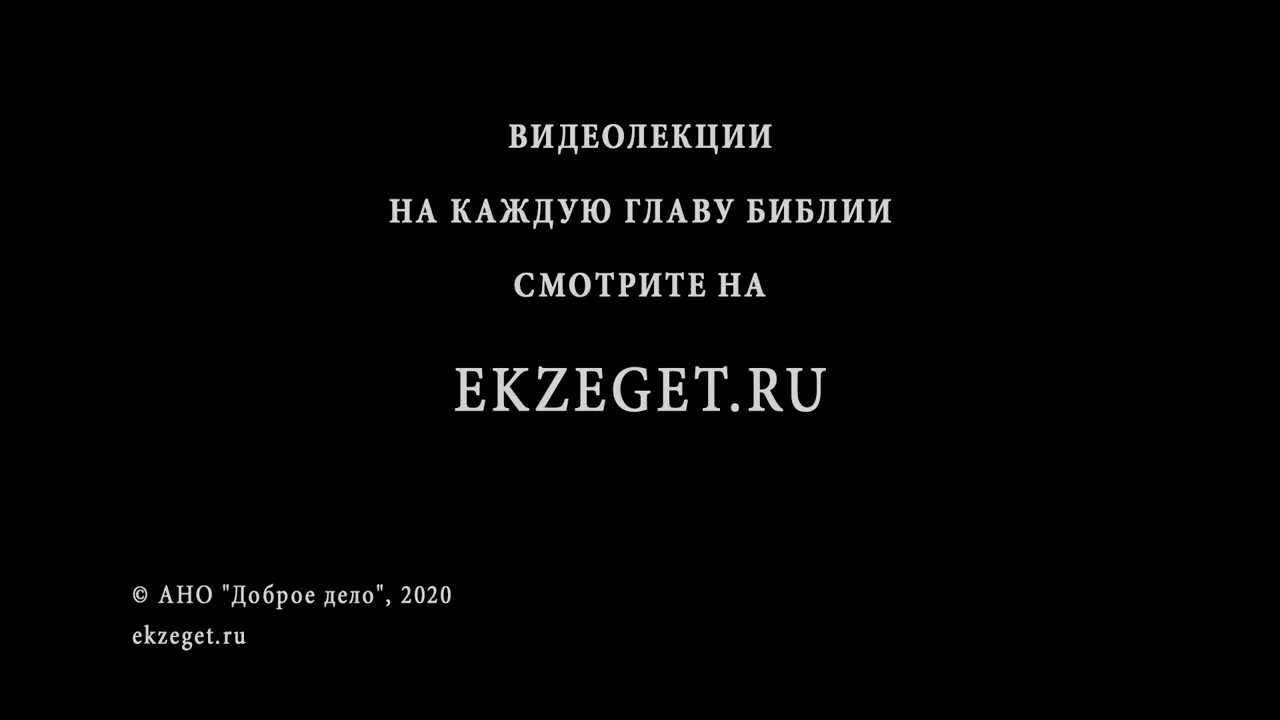 ВИДЕОЛЕКЦИИ
НА КАЖДУЮ ГЛАВУ БИБЛИИ
СМОТРИТЕ НА
EKZEGET.RU
© АНО "Доброе дело", 2020
ekzeget.ru